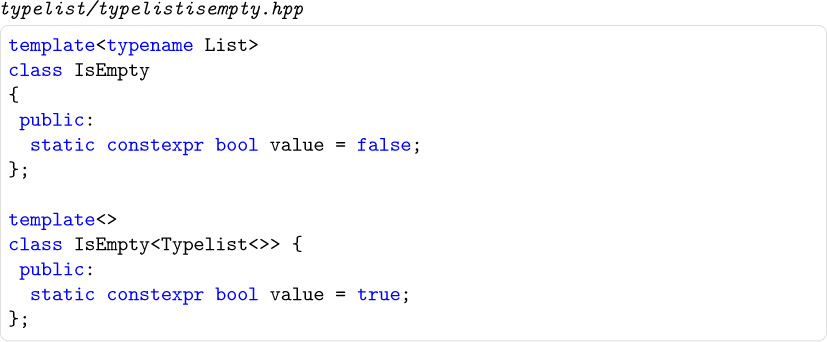 typelist/typelistisempty.hpp
template<typename List>
class IsEmpty
{
 public:
  static constexpr bool value = false;
};

template<>
class IsEmpty<Typelist<>> {
 public:
  static constexpr bool value = true;
};